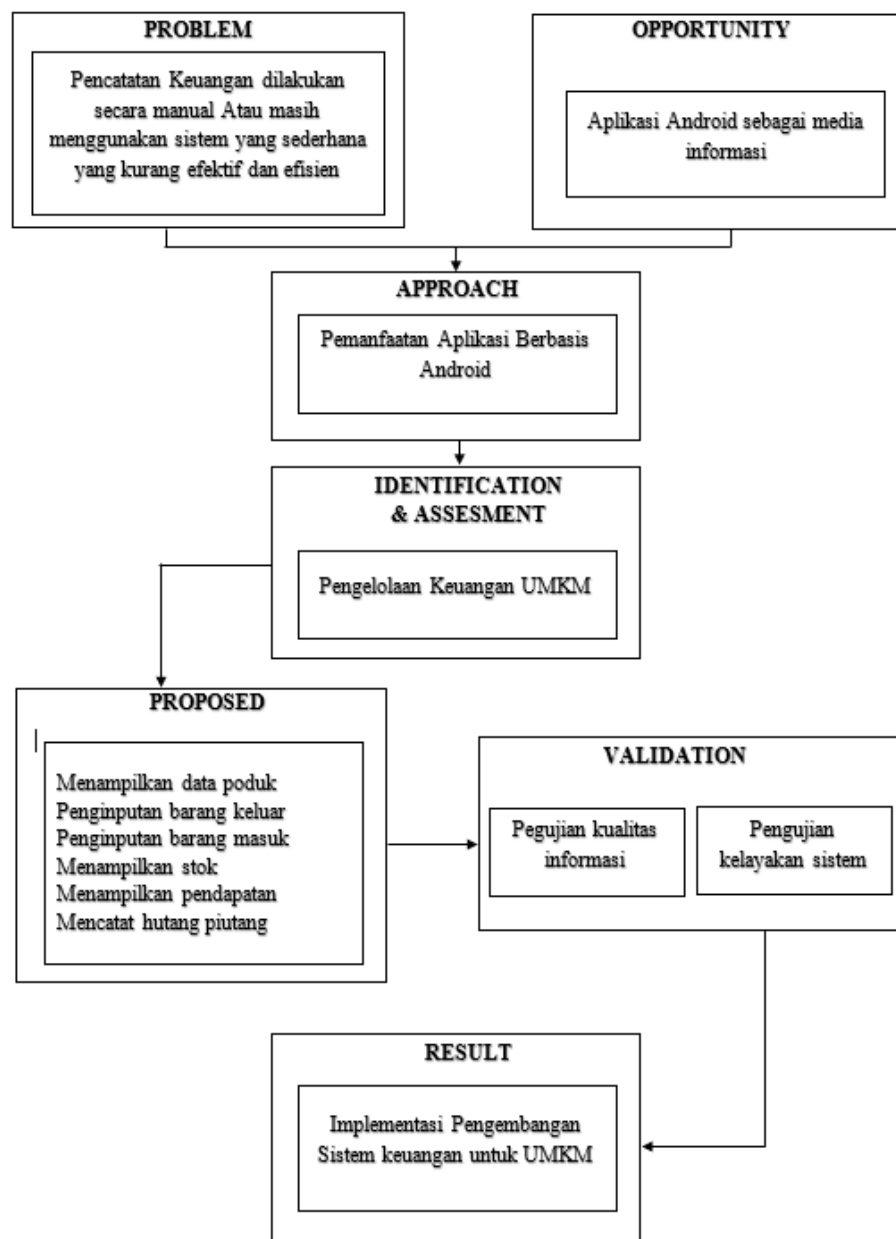 PROBLEM
Pencatatan Keuangan dilakukan
secara manual Atau masih
menggunakan sistem yang sederhana
yang kurang efektif dan efisien
OPPORTUNITY
Aplikasi Android sebagai media
informasi
APPROACH
Pemanfaatan Aplikasi Berbasis
Android
IDENTIFICATION
& ASSESMENT
Pengelolaan Keuangan UMKM
PROPOSED
Menampilkan data poduk
Penginputan barang keluar
Penginputan barang masuk
Menampilkan stok
Menampilkan pendapatan
Mencatat hutang piutang
VALIDATION
Pegujian kualitas
informasi
Pengujian
kelayakan sistem
RESULT
Implementasi Pengembangan
Sistem keuangan untuk UMKM